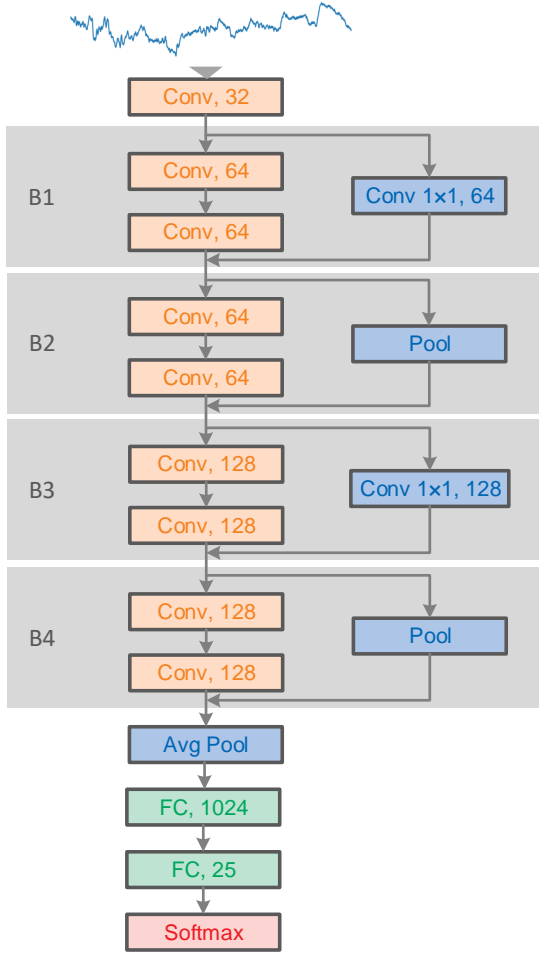 Conv, 32
B1
Conv, 64
Conv 1×1, 64
Conv, 64
B2
Conv, 64
Pool
Conv, 64
B3
Conv, 128
Conv 1×1, 128
Conv, 128
B4
Conv, 128
Pool
Conv, 128
Avg Pool
FC, 1024
FC, 25
Softmax